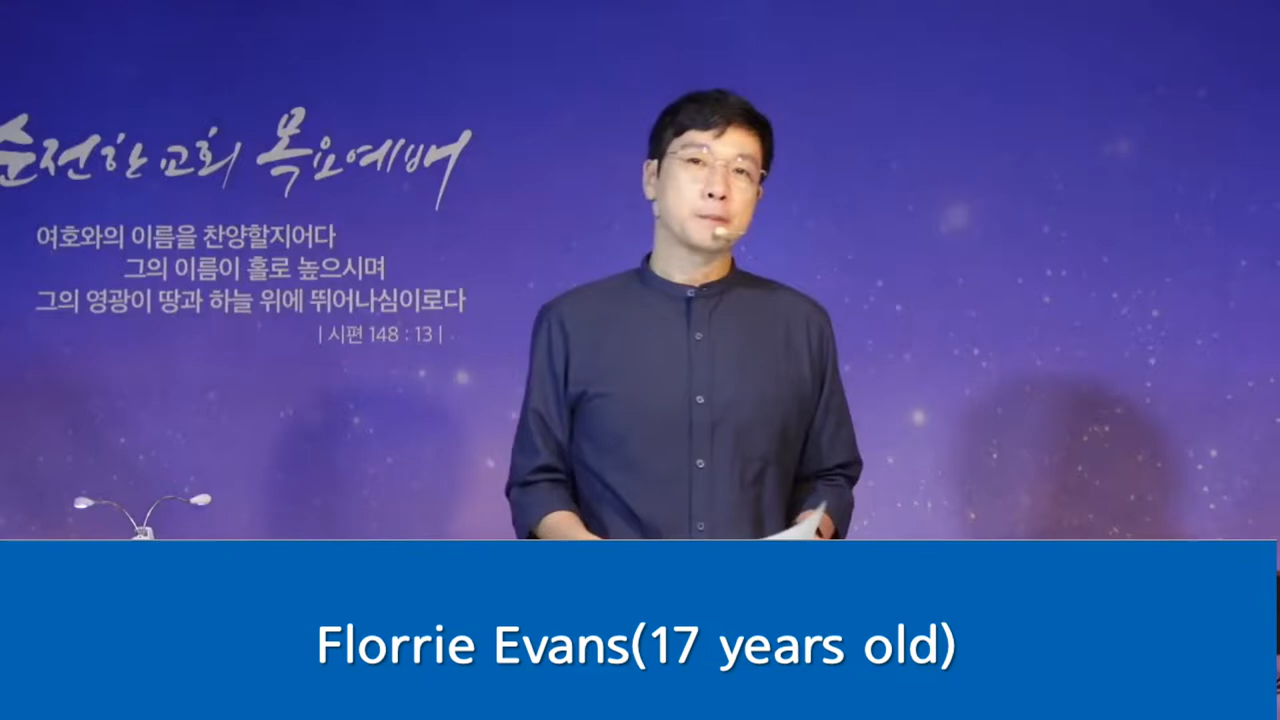 순전한 교회 목요예배
여호와의 이름을 찬양할지어다
그의 이름이 홀로 높으시며
그의 영광이 땅과 하늘 위에 뛰어나심이로다
| 시편 148 : 13 |
Florrie Evans(17 years old)